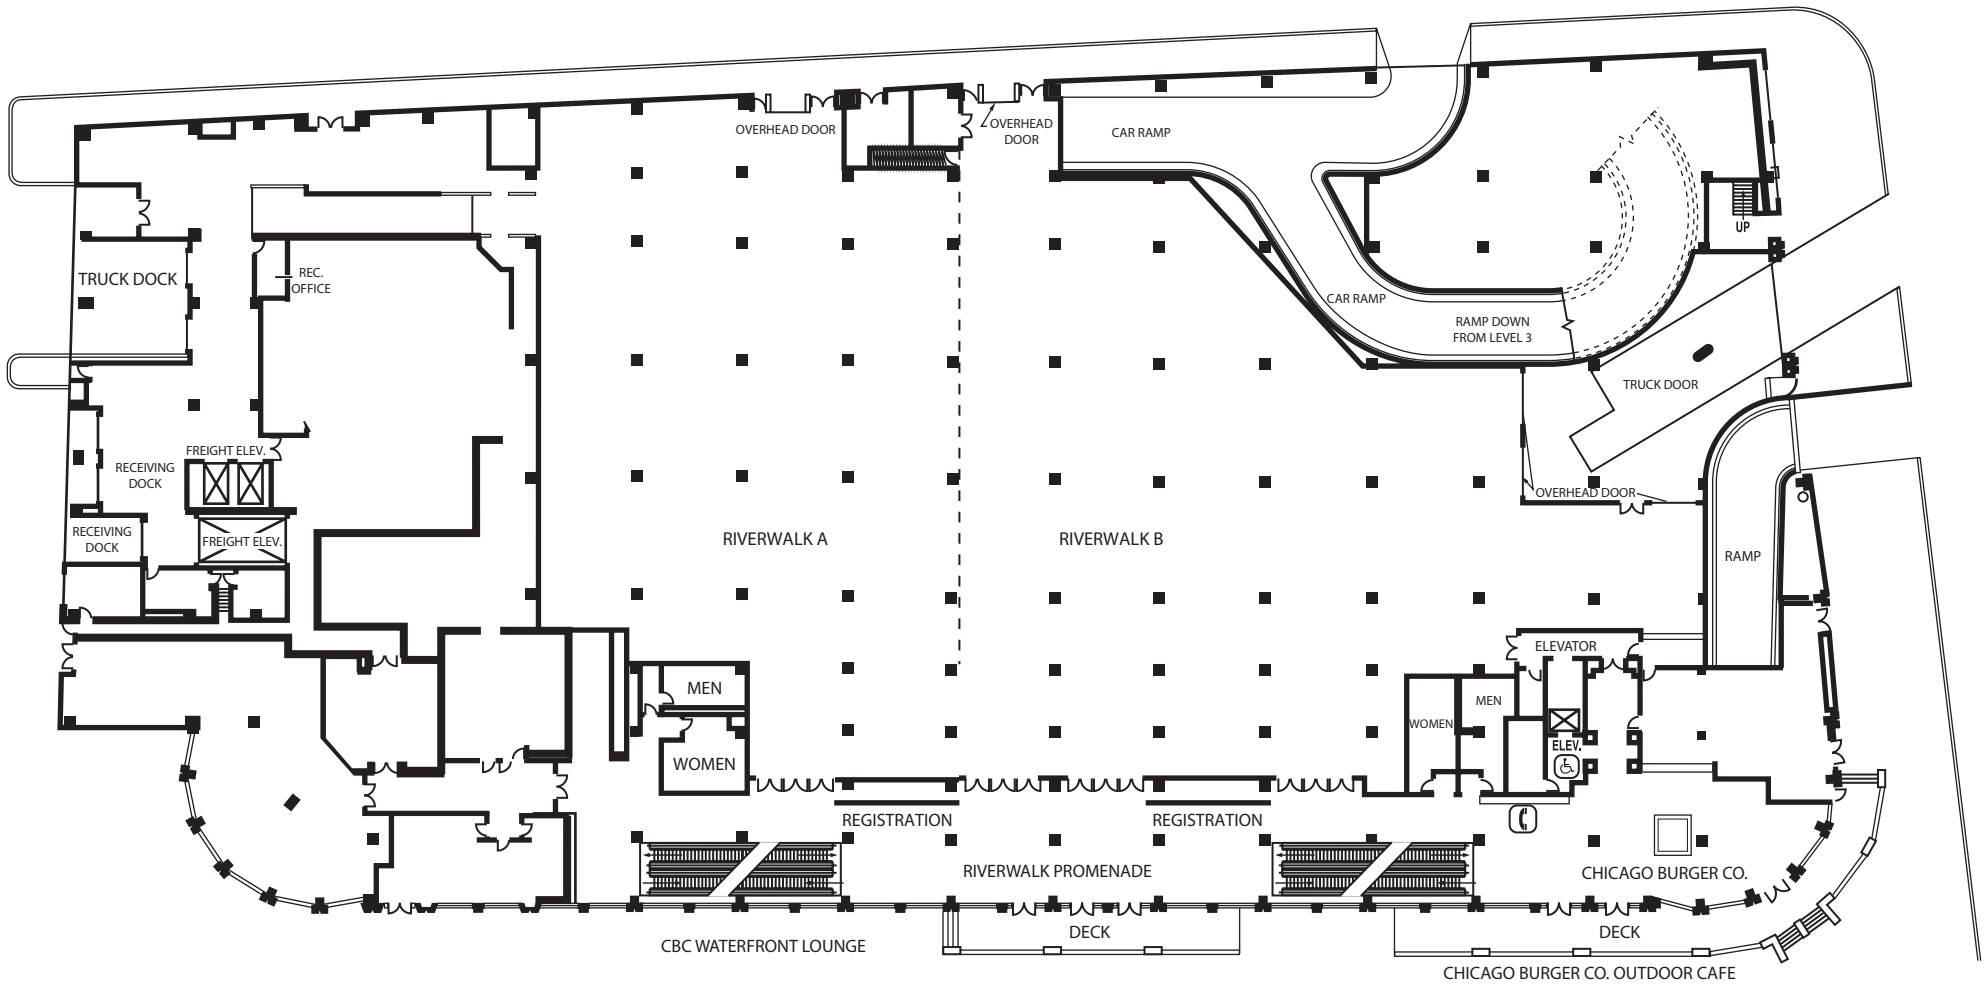 OVERHEAD DOOR
OVERHEAD
DOOR
CAR RAMP
UP
TRUCK DOCK
REC.
OFFICE
CAR RAMP
RAMP DOWN
FROM LEVEL 3
TRUCK DOOR
FREIGHT ELEV.
RECEIVING
DOCK
OVERHEAD DOOR
RECEIVING
DOCK
FREIGHT ELEV.
RIVERWALK A
RIVERWALK B
RAMP
ELEVATOR
MEN
MEN
WOMEN
ELEV.
WOMEN
REGISTRATION
REGISTRATION
RIVERWALK PROMENADE
CHICAGO BURGER CO.
DECK
DECK
CBC WATERFRONT LOUNGE
CHICAGO BURGER CO. OUTDOOR CAFE